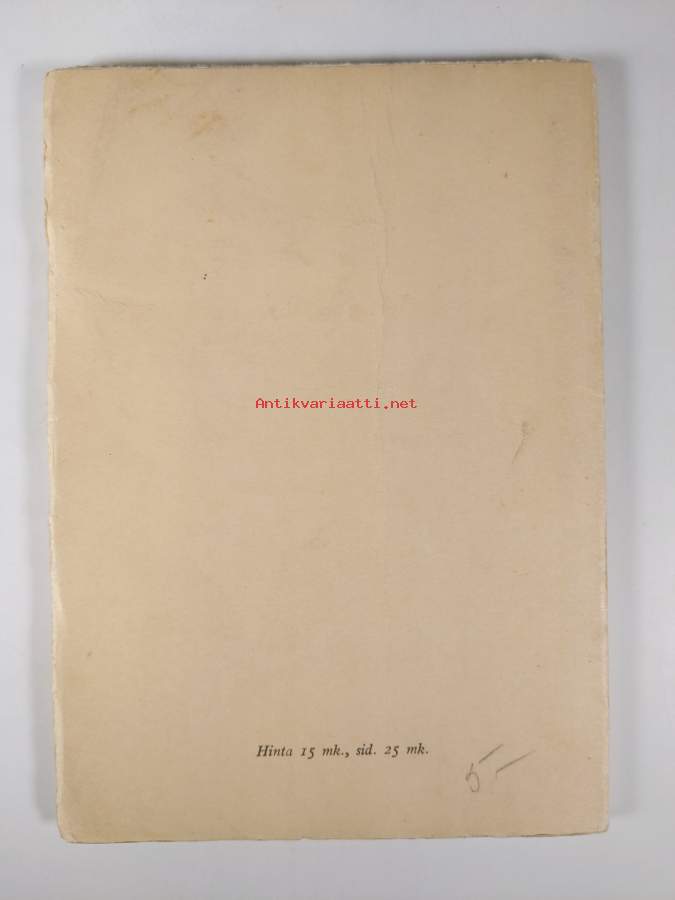 Antikvariaatti.net
Hinta 15 mk., sid. 25 mk.
5-